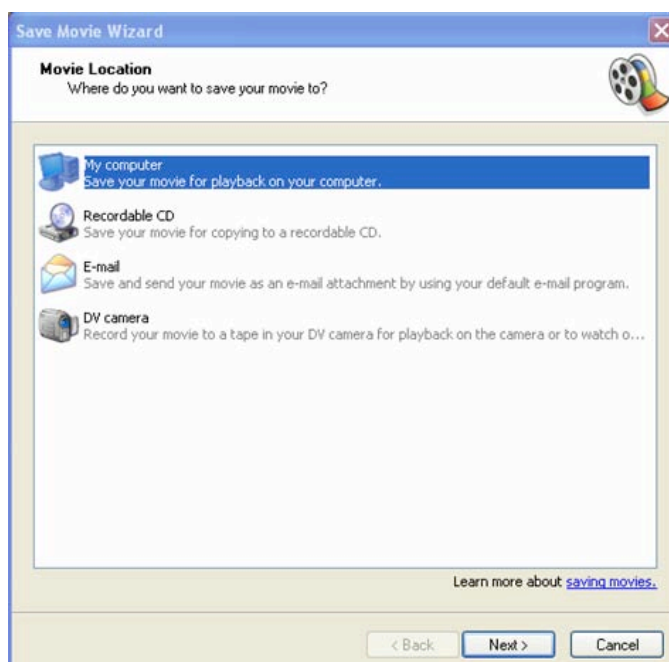 Save Movie Wizard
Movie Location
Where do you want to save your movie to?
My computer
Save your movie for playback on your computer.
Recordable CD
Save your movie for copying to a recordable CD.
E-mail
Save and send your movie as an e-mail attachment by using your default e-mail program.
DV camera
Record your movie to a tape in your DV camera for playback on the camera or to watch o...
Learn more about saving movies.
< Back Next > Cancel